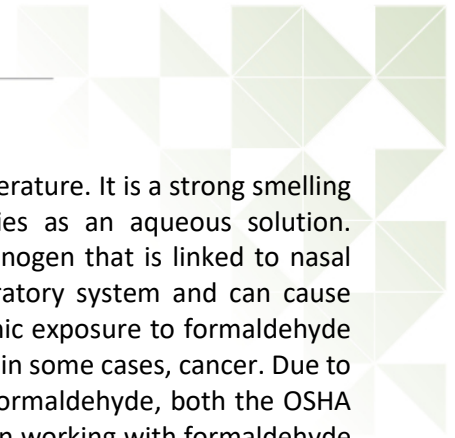 erature. It is a strong smelling
ies as an aqueous solution.
nogen that is linked to nasal
ratory system and can cause
nic exposure to formaldehyde
in some cases, cancer. Due to
ormaldehyde, both the OSHA
n working with formaldehyde